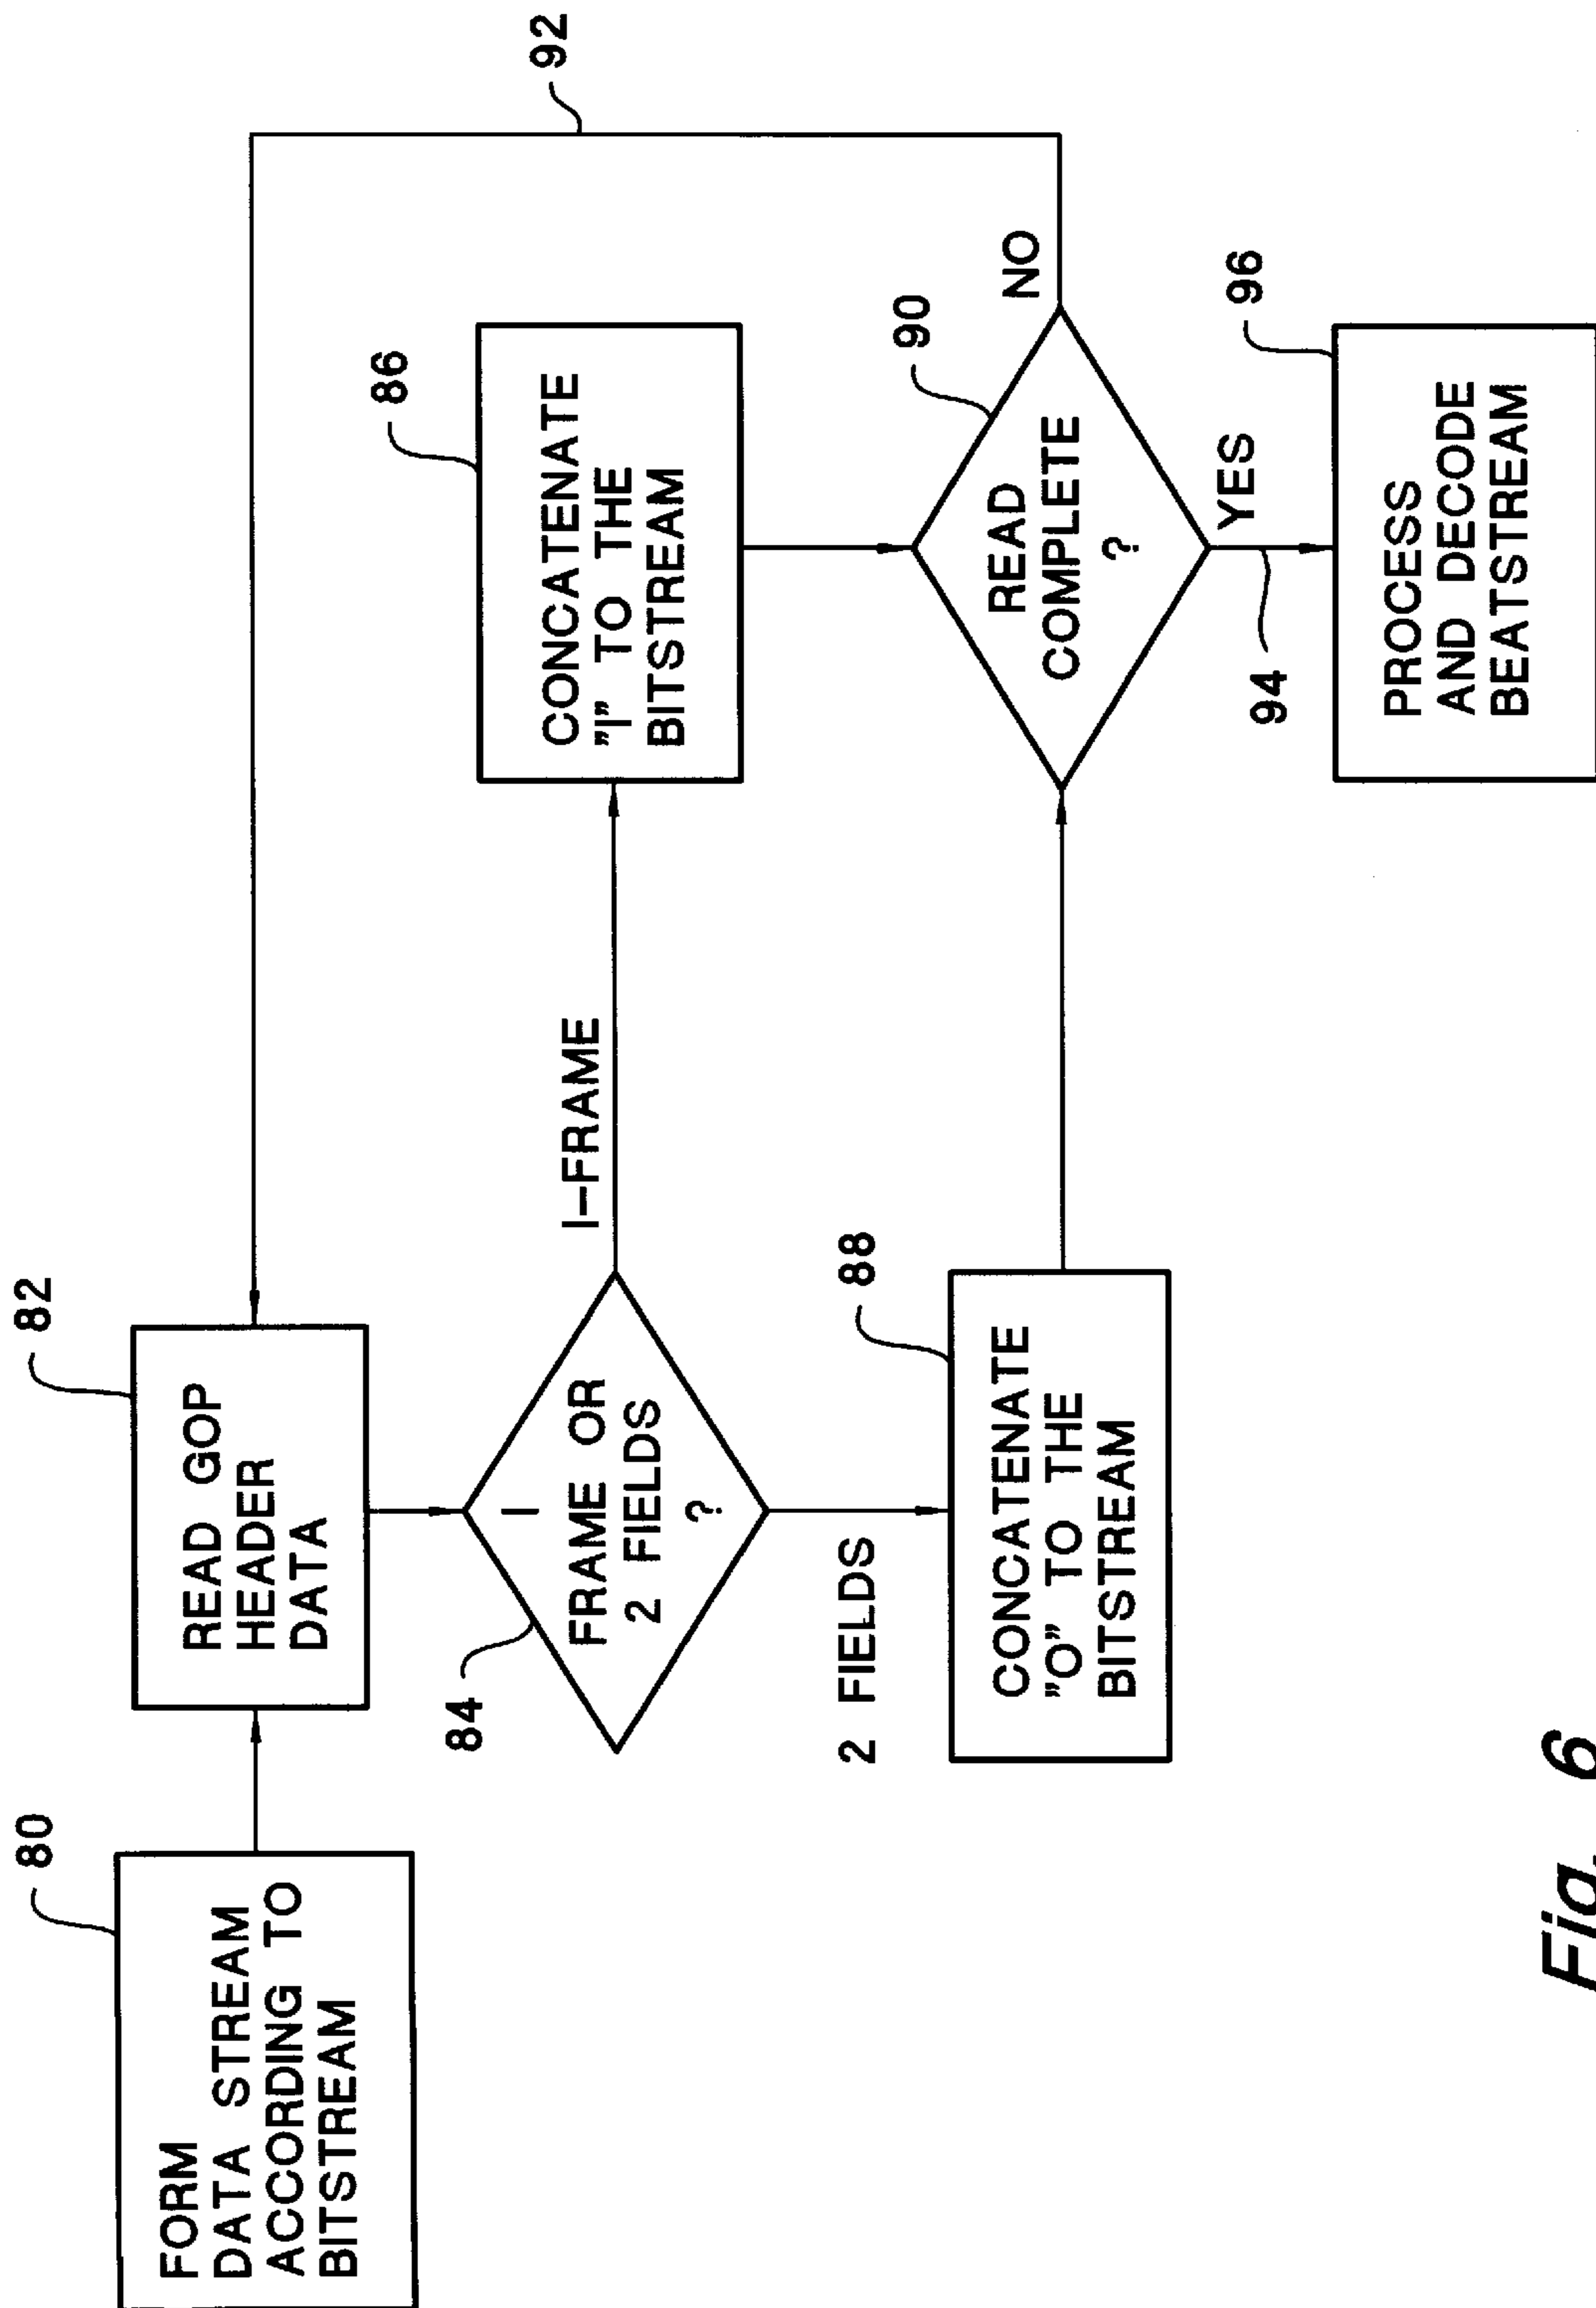 80
FORM
DATA STREAM
ACCORDING TO
BITSTREAM
82
READ GOP
HEADER
DATA
84
I
FRAME OR
2 FIELDS
?
I-FRAME
86
CONCATENATE
"I" TO THE
BITSTREAM
2 FIELDS
88
CONCATENATE
"O" TO THE
BITSTREAM
90
READ
COMPLETE
?
NO
92
YES
94
96
PROCESS
AND DECODE
BEATSTREAM
Fig. 6